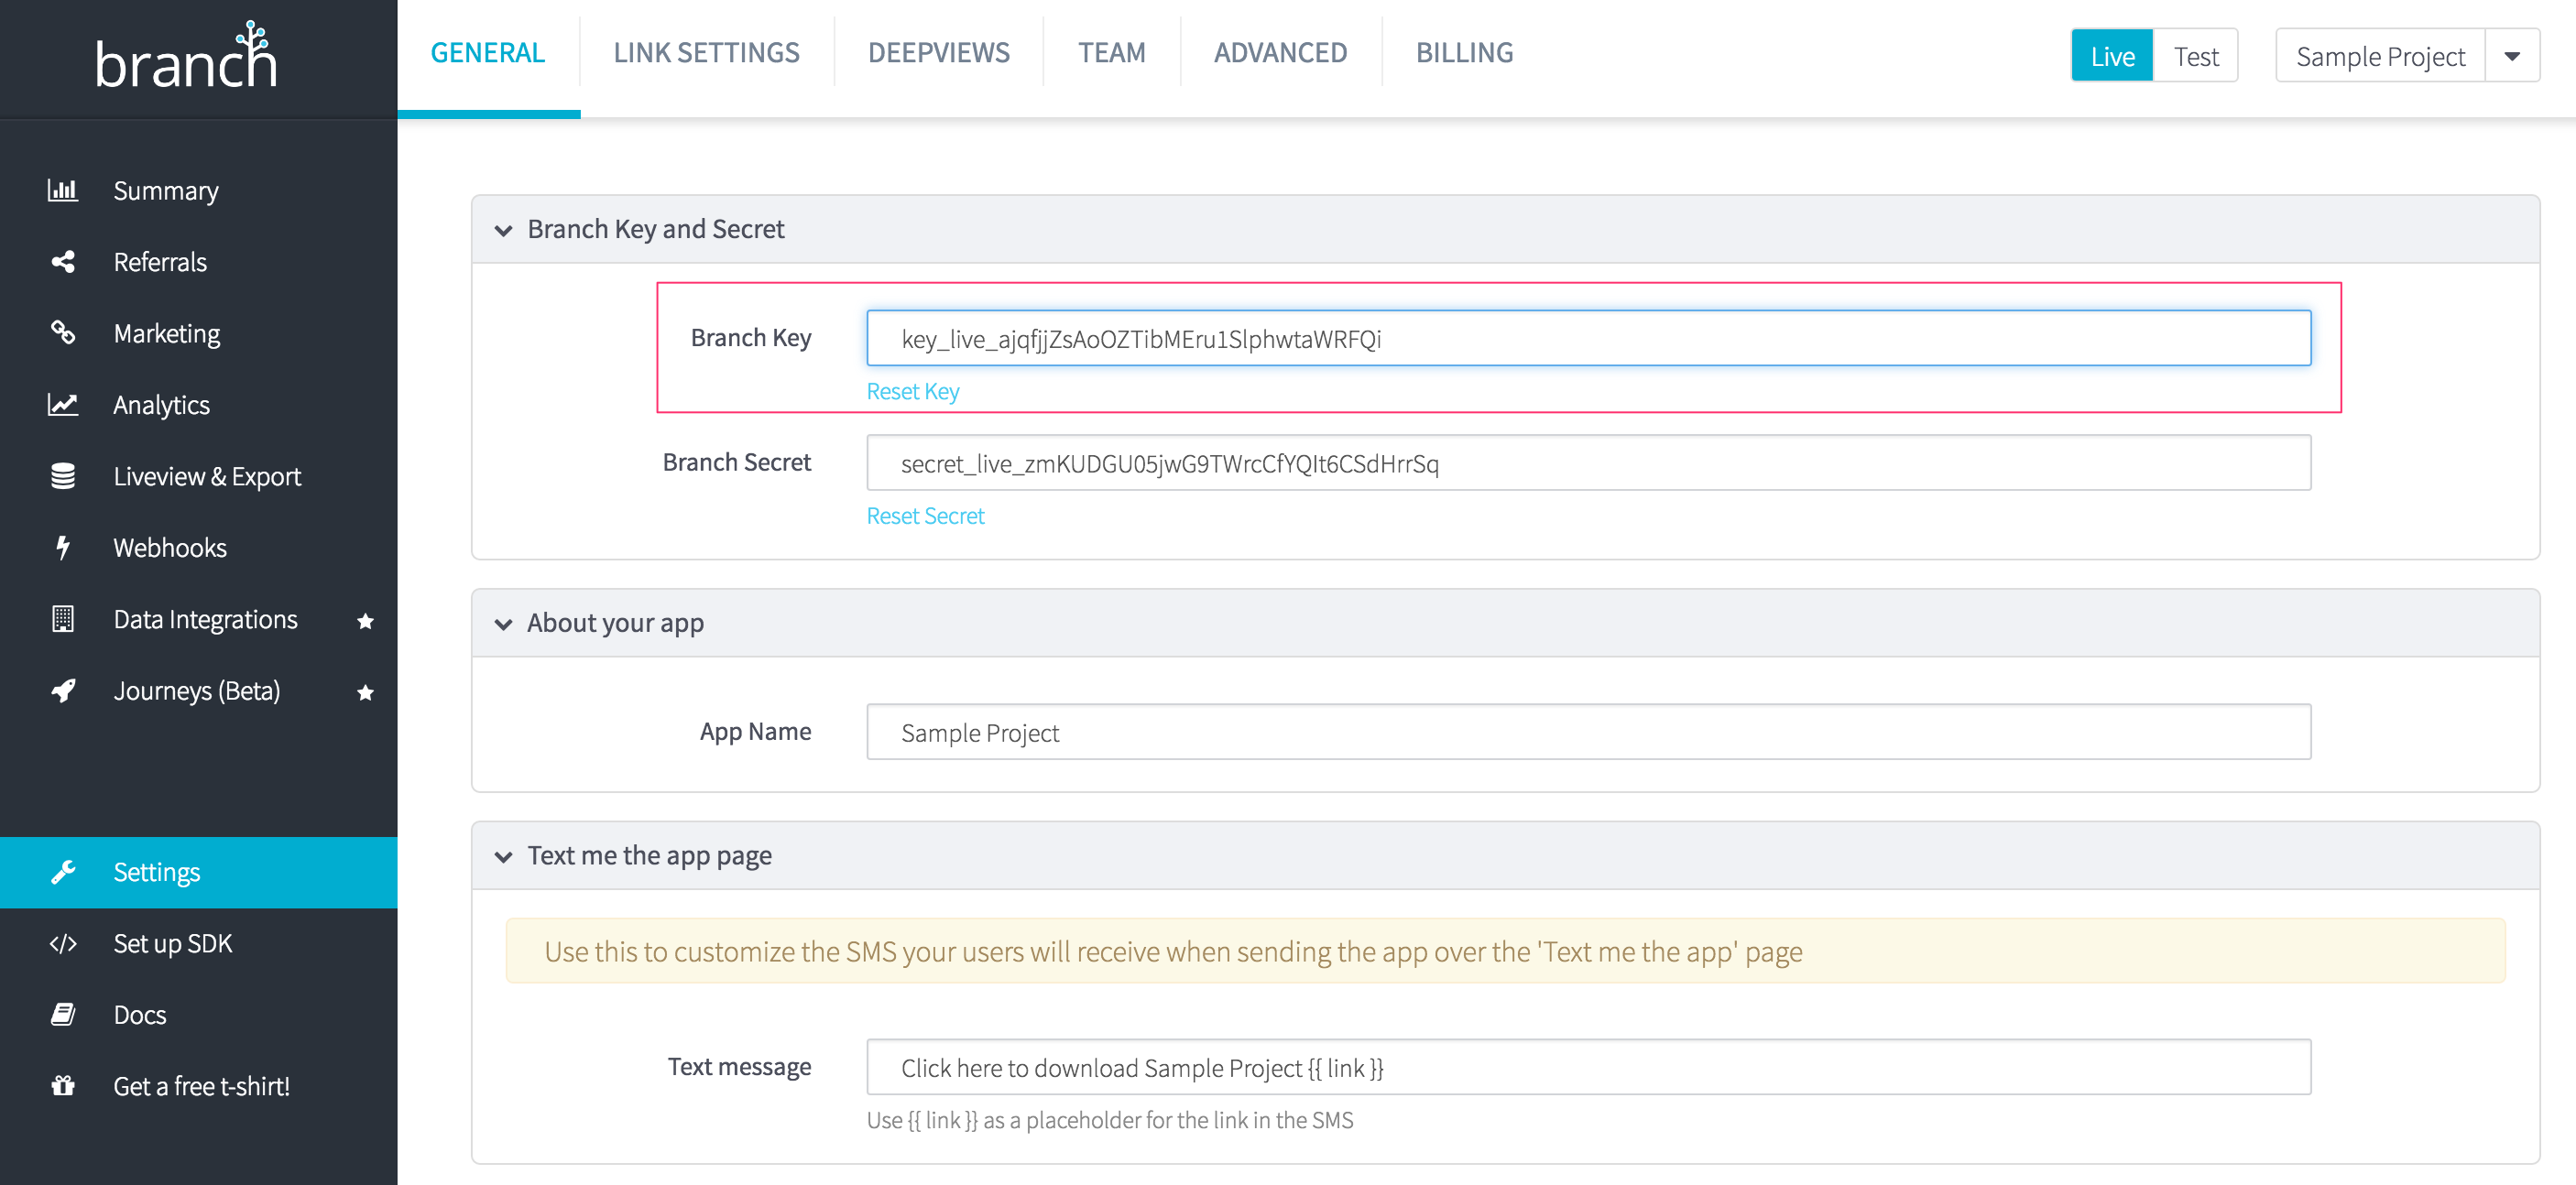 branch
GENERAL
LINK SETTINGS
DEEPVIEWS
TEAM
ADVANCED
BILLING
Live
Test
Sample Project
Summary
Referrals
Marketing
Analytics
Liveview & Export
Webhooks
Data Integrations
Journeys (Beta)
Settings
Set up SDK
Docs
Get a free t-shirt!
Branch Key and Secret
Branch Key
key_live_ajqfjjZsAoOZTibMEru1SlphwtaWRFQi
Reset Key
Branch Secret
secret_live_zmKUDGU05jwG9TWrcCfYQIt6CSdHrrSq
Reset Secret
About your app
App Name
Sample Project
Text me the app page
Use this to customize the SMS your users will receive when sending the app over the 'Text me the app' page
Text message
Click here to download Sample Project {{ link }}
Use {{ link }} as a placeholder for the link in the SMS